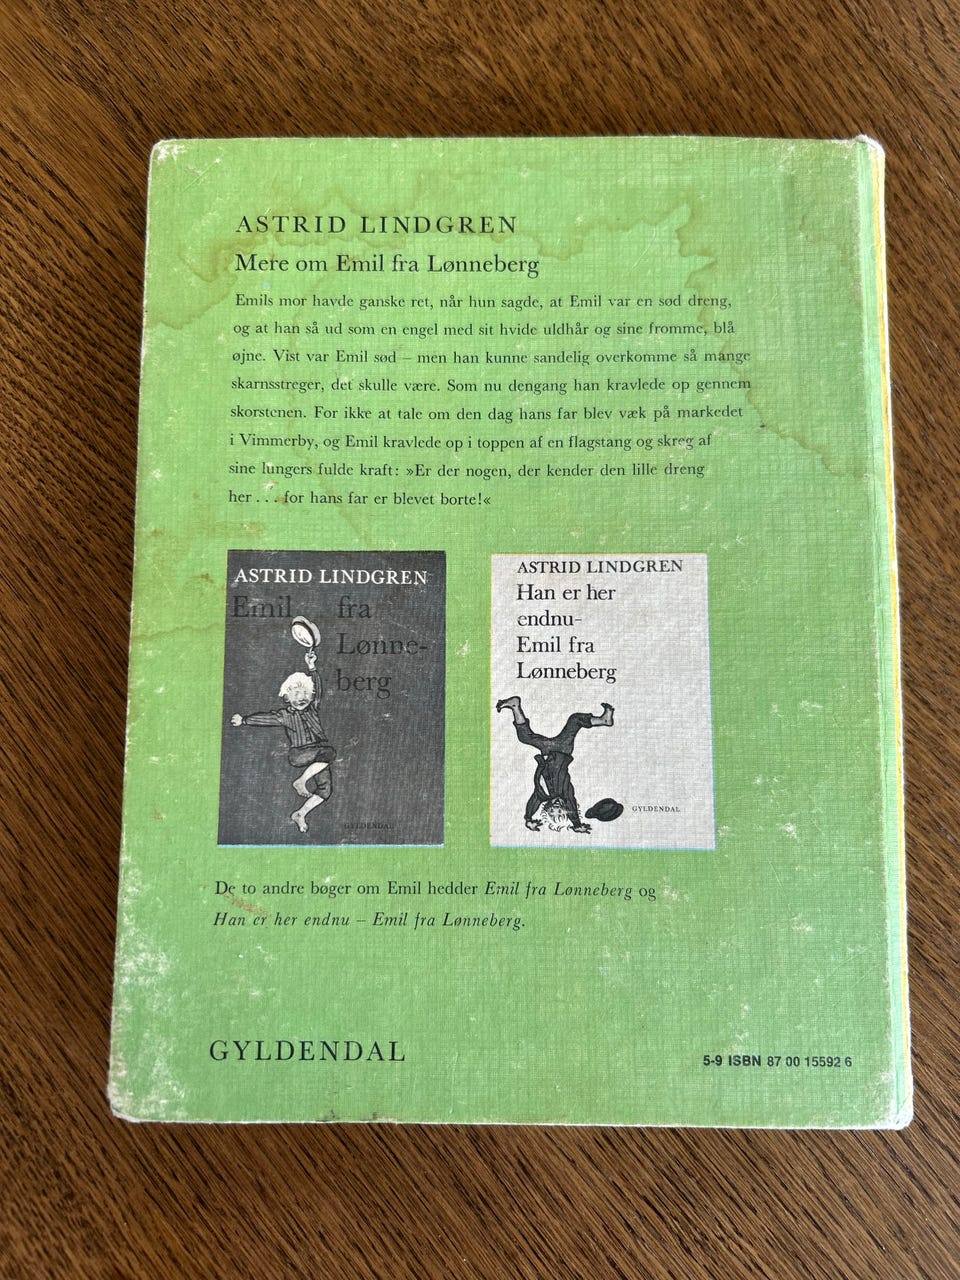 ASTRID LINDGREN
Mere om Emil fra Lønneberg
Emils mor havde ganske ret, når hun sagde, at Emil var en sød dreng,
og at han så ud som en engel med sit hvide uldhår og sine fromme, blå
øjne. Vist var Emil sød – men han kunne sandelig overkomme så mange
skarnsstreger, det skulle være. Som nu dengang han kravlede op gennem
skorstenen. For ikke at tale om den dag hans far blev væk på markedet
i Vimmerby, og Emil kravlede op i toppen af en flagstang og skreg af
sine lungers fulde kraft: »Er der nogen, der kender den lille dreng
her . . . for hans far er blevet borte!«
ASTRID LINDGREN
Emil fra
Lønne-
berg
GYLDENDAL
ASTRID LINDGREN
Han er her
endnu-
Emil fra
Lønneberg
GYLDENDAL
De to andre bøger om Emil hedder Emil fra Lønneberg og
Han er her endnu – Emil fra Lønneberg.
GYLDENDAL
5-9 ISBN 87 00 15592 6